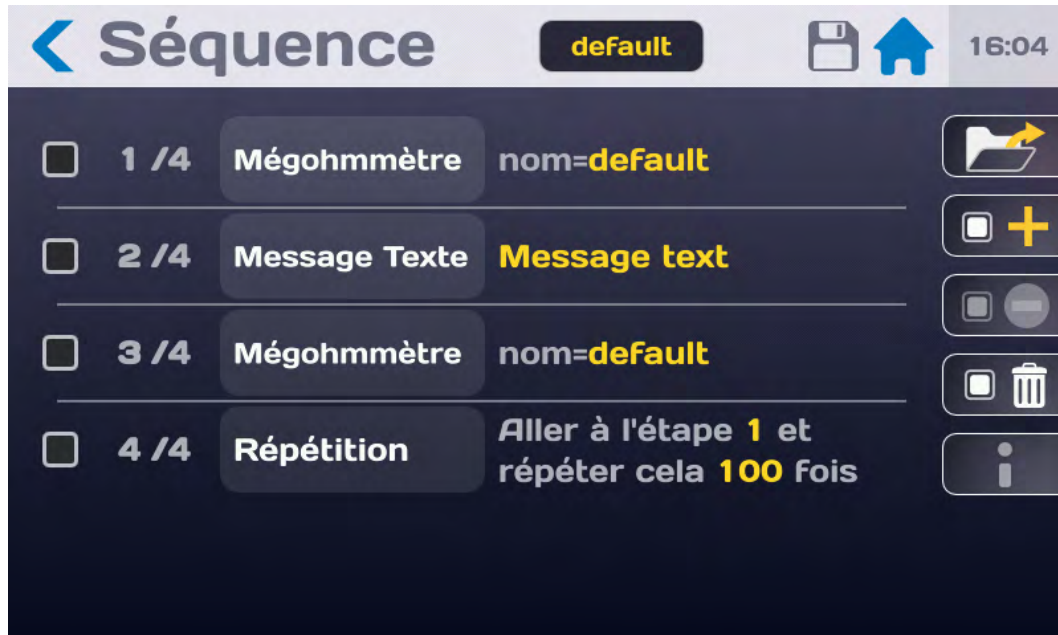 Séquence default 16:04
1 /4 Mégohmmètre nom=default
2 /4 Message Texte Message text
3 /4 Mégohmmètre nom=default
4 /4 Répétition Aller à l'étape 1 et
répéter cela 100 fois